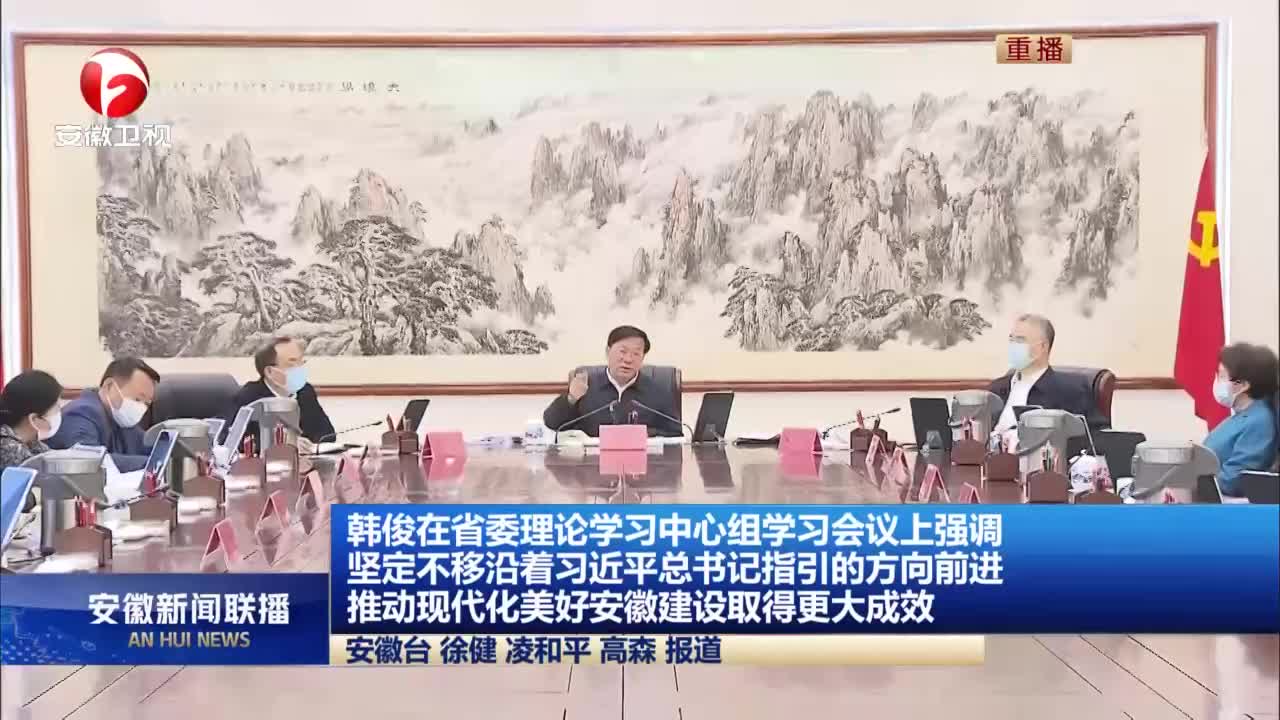 重播
安徽卫视
韩俊在省委理论学习中心组学习会议上强调
坚定不移沿着习近平总书记指引的方向前进
推动现代化美好安徽建设取得更大成效
安徽新闻联播
AN HUI NEWS
安徽台 徐健 凌和平 高森 报道